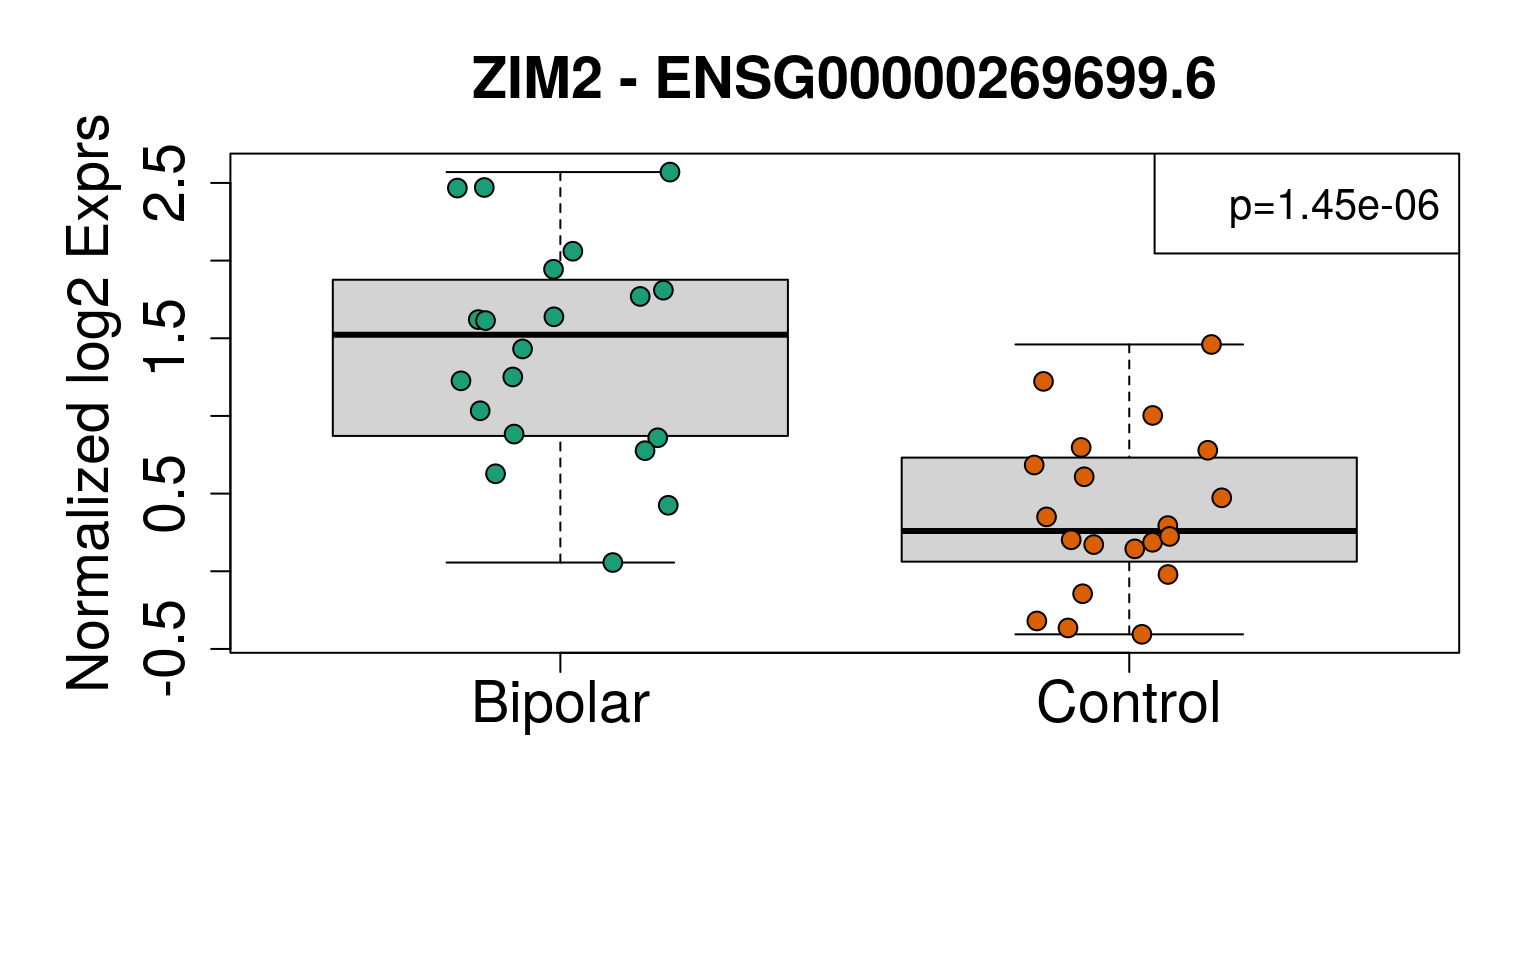 ZIM2 - ENSG00000269699.6
Normalized log2 Exprs
2.5
1.5
0.5
-0.5
p=1.45e-06
Bipolar
Control